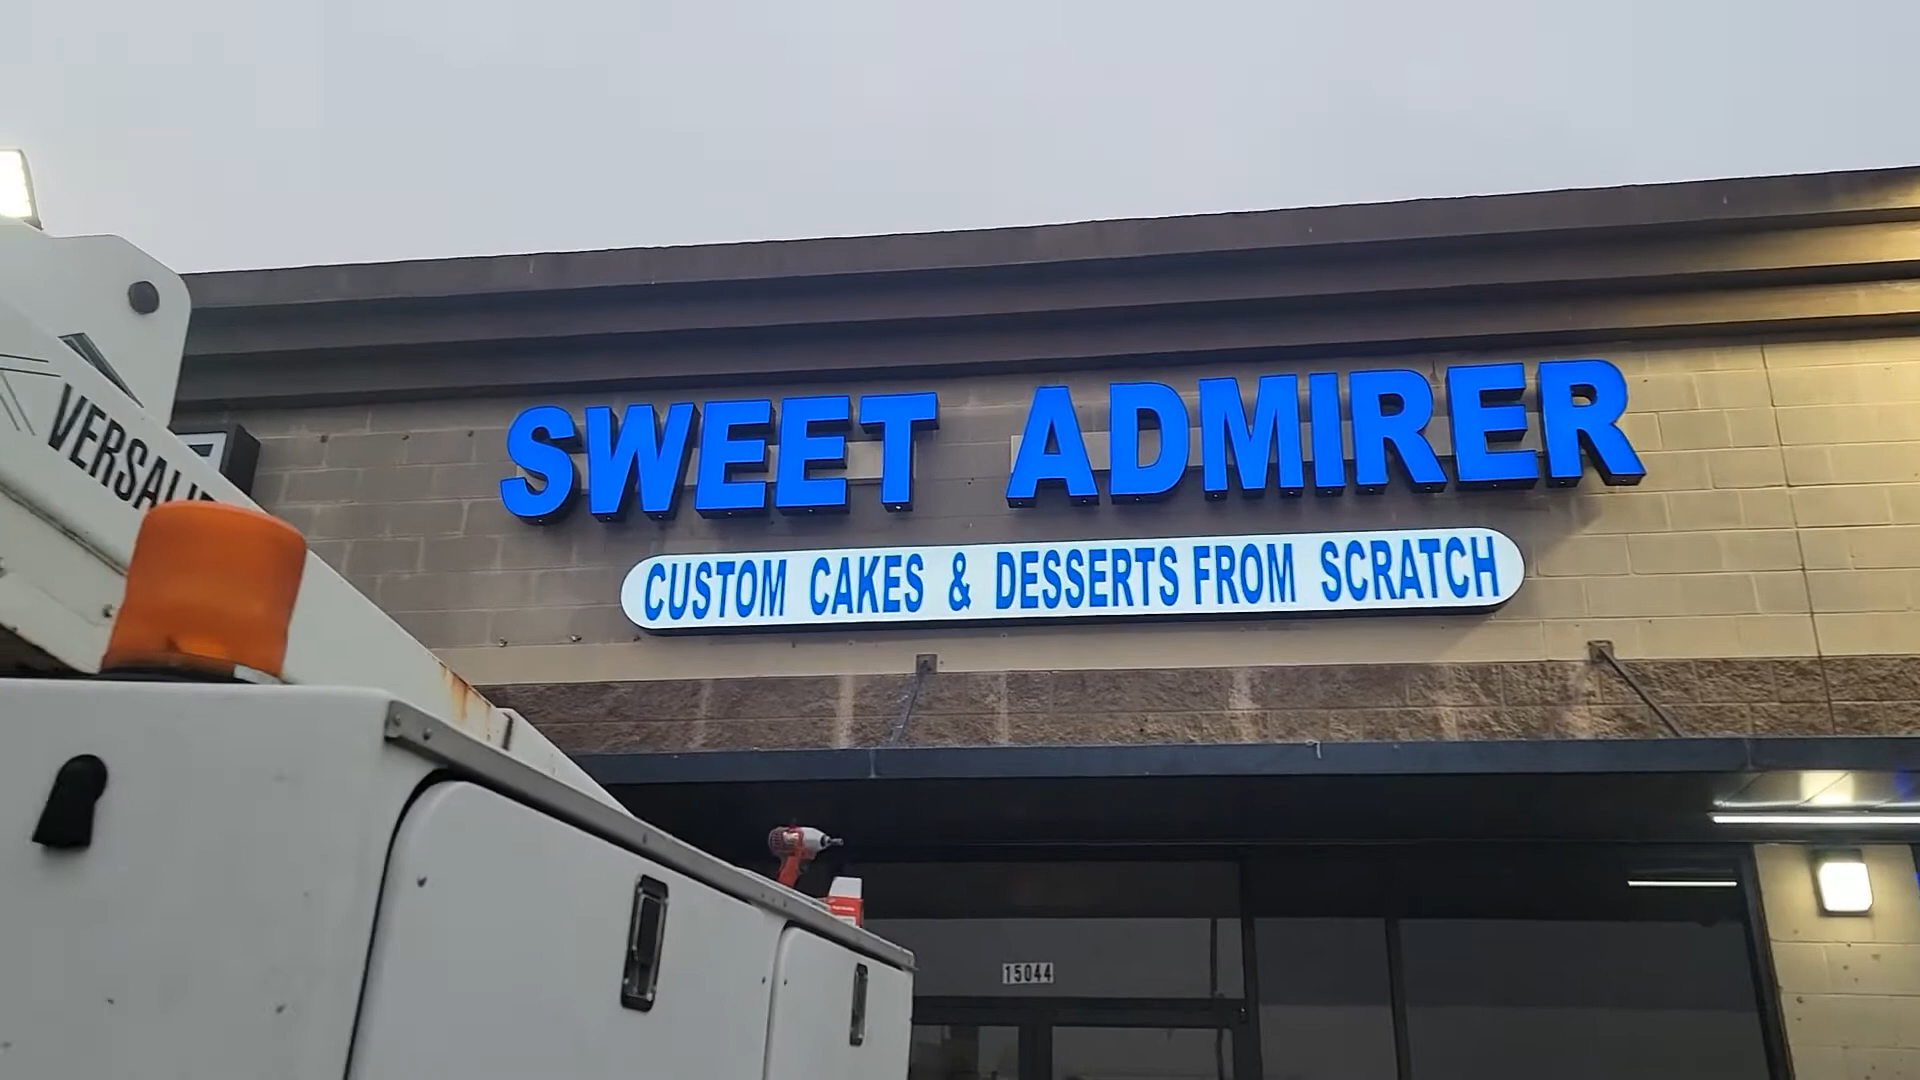 SWEET ADMIRER
CUSTOM CAKES & DESSERTS FROM SCRATCH
15044